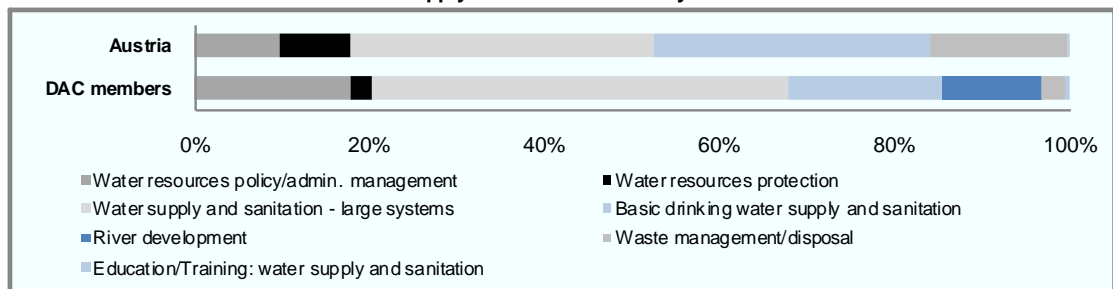 Austria
DAC members
0% 20% 40% 60% 80% 100%
Water resources policy/admin. management Water resources protection
Water supply and sanitation - large systems Basic drinking water supply and sanitation
River development Waste management/disposal
Education/Training: water supply and sanitation